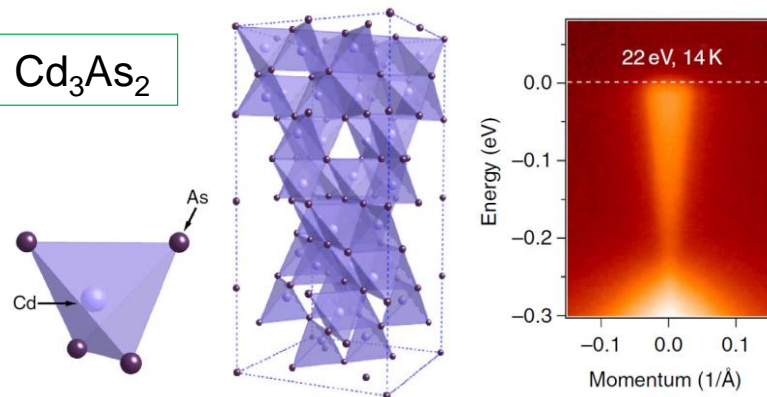 Cd₃As₂
As
Cd
22 eV, 14 K
Energy (eV)
0.0
−0.1
−0.2
−0.3
−0.1
0.0
0.1
Momentum (1/Å)